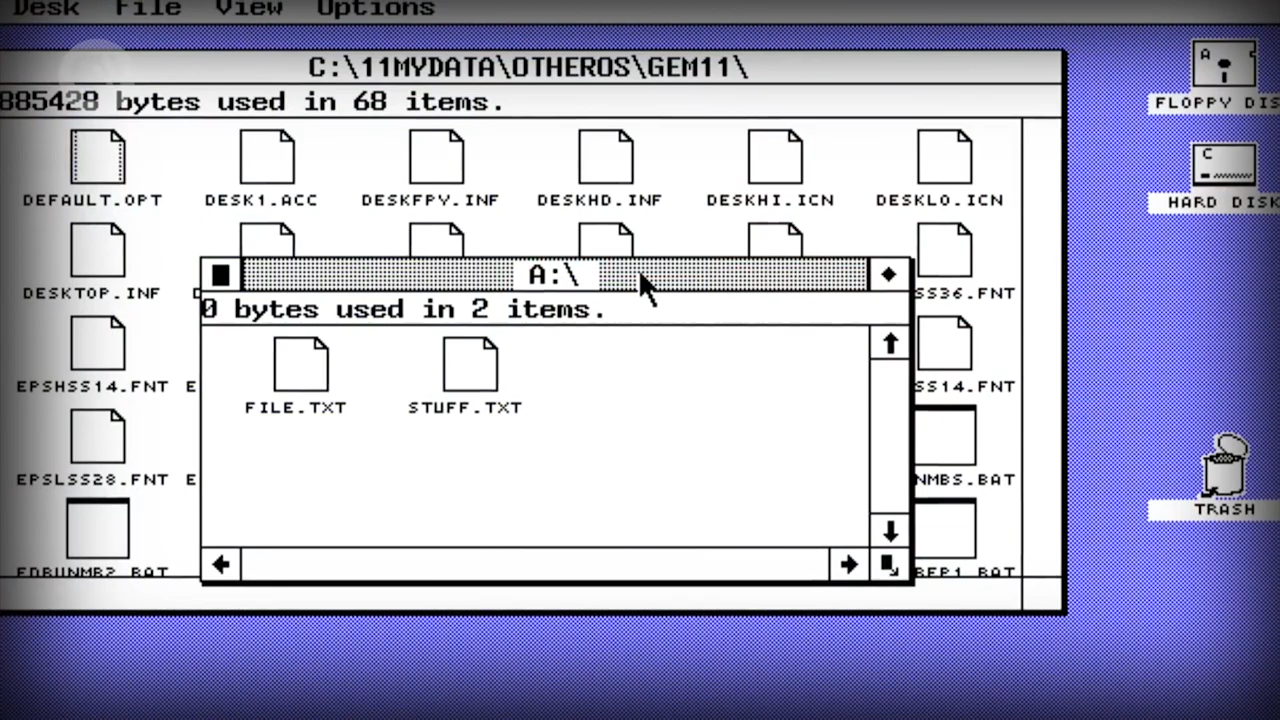 Desk File View Options
C:\11MYDATA\OTHEROS\GEM11\
885428 bytes used in 68 items.
A
FLOPPY DIS
C
HARD DISK
DEFAULT.OPT DESK1.ACC DESKFPY.INF DESKHD.INF DESKHI.ICN DESKLO.ICN
DESKTOP.INF SS36.FNT
A:\
0 bytes used in 2 items.
EPSHSS14.FNT E SS14.FNT
FILE.TXT STUFF.TXT
EPSLSS28.FNT E NMBS.BAT
TRASH